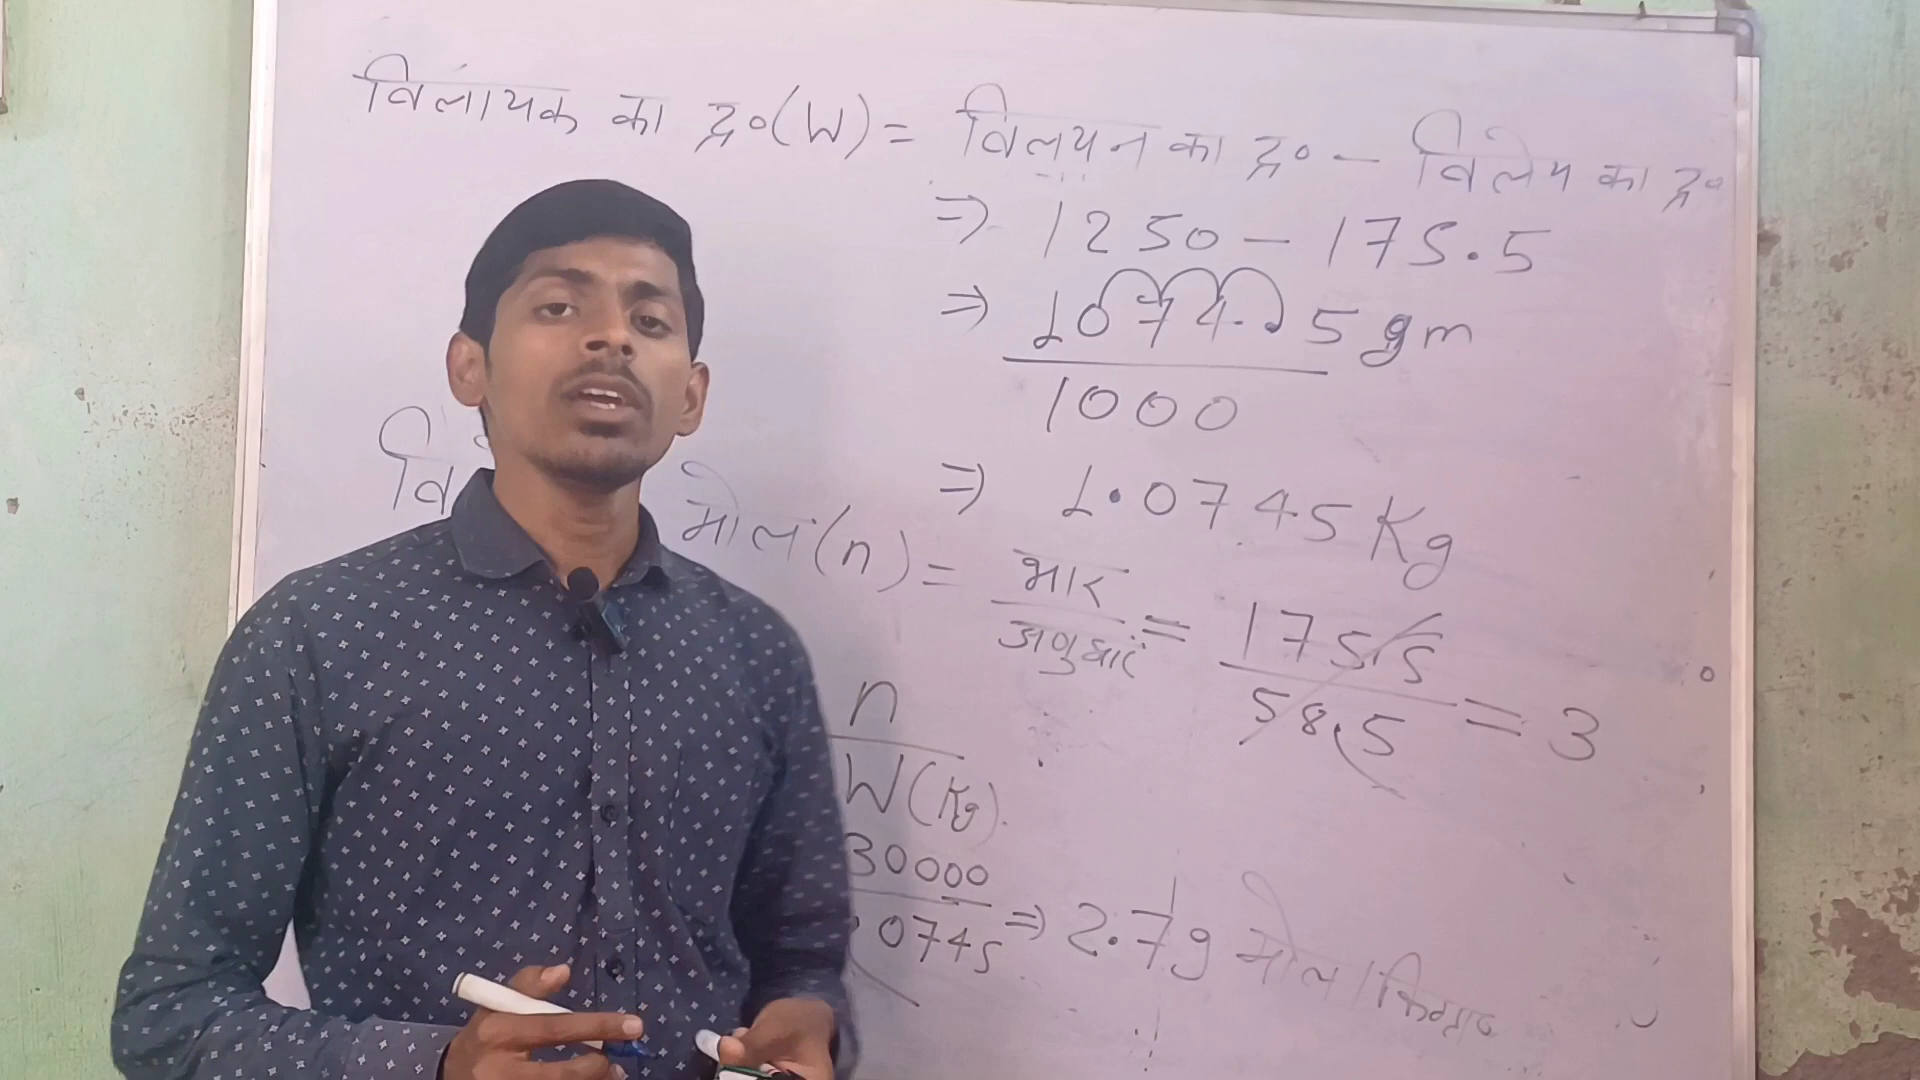 विलायक का द्र०(W) = विलयन का द्र० - विलेय का द्र०
⇒ 1250 - 175.5
⇒ 1074.5 gm
1000
⇒ 1.0745 Kg
मोल (n) = भार = 175.5
अणुभार 58.5 = 3
n
W(Kg)
30000
.0745 ⇒ 2.79 मोल / किग्रा०